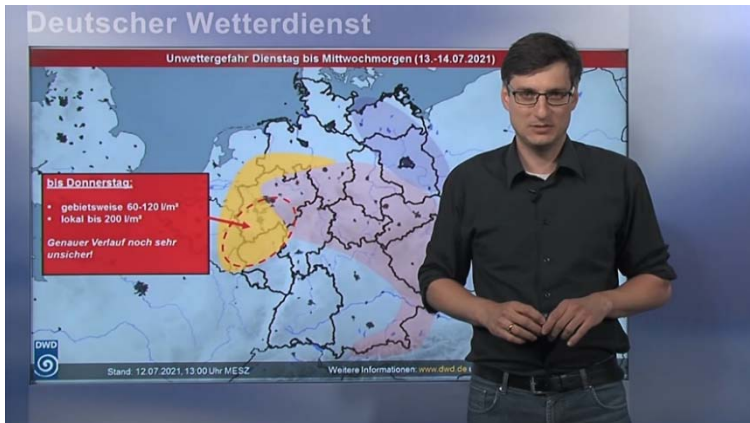 Deutscher Wetterdienst
Unwettergefahr Dienstag bis Mittwochmorgen (13.-14.07.2021)
bis Donnerstag:
▪ gebietsweise 60-120 l/m²
▪ lokal bis 200 l/m²
Genauer Verlauf noch sehr
unsicher!
DWD
Stand: 12.07.2021, 13:00 Uhr MESZ
Weitere Informationen: www.dwd.de